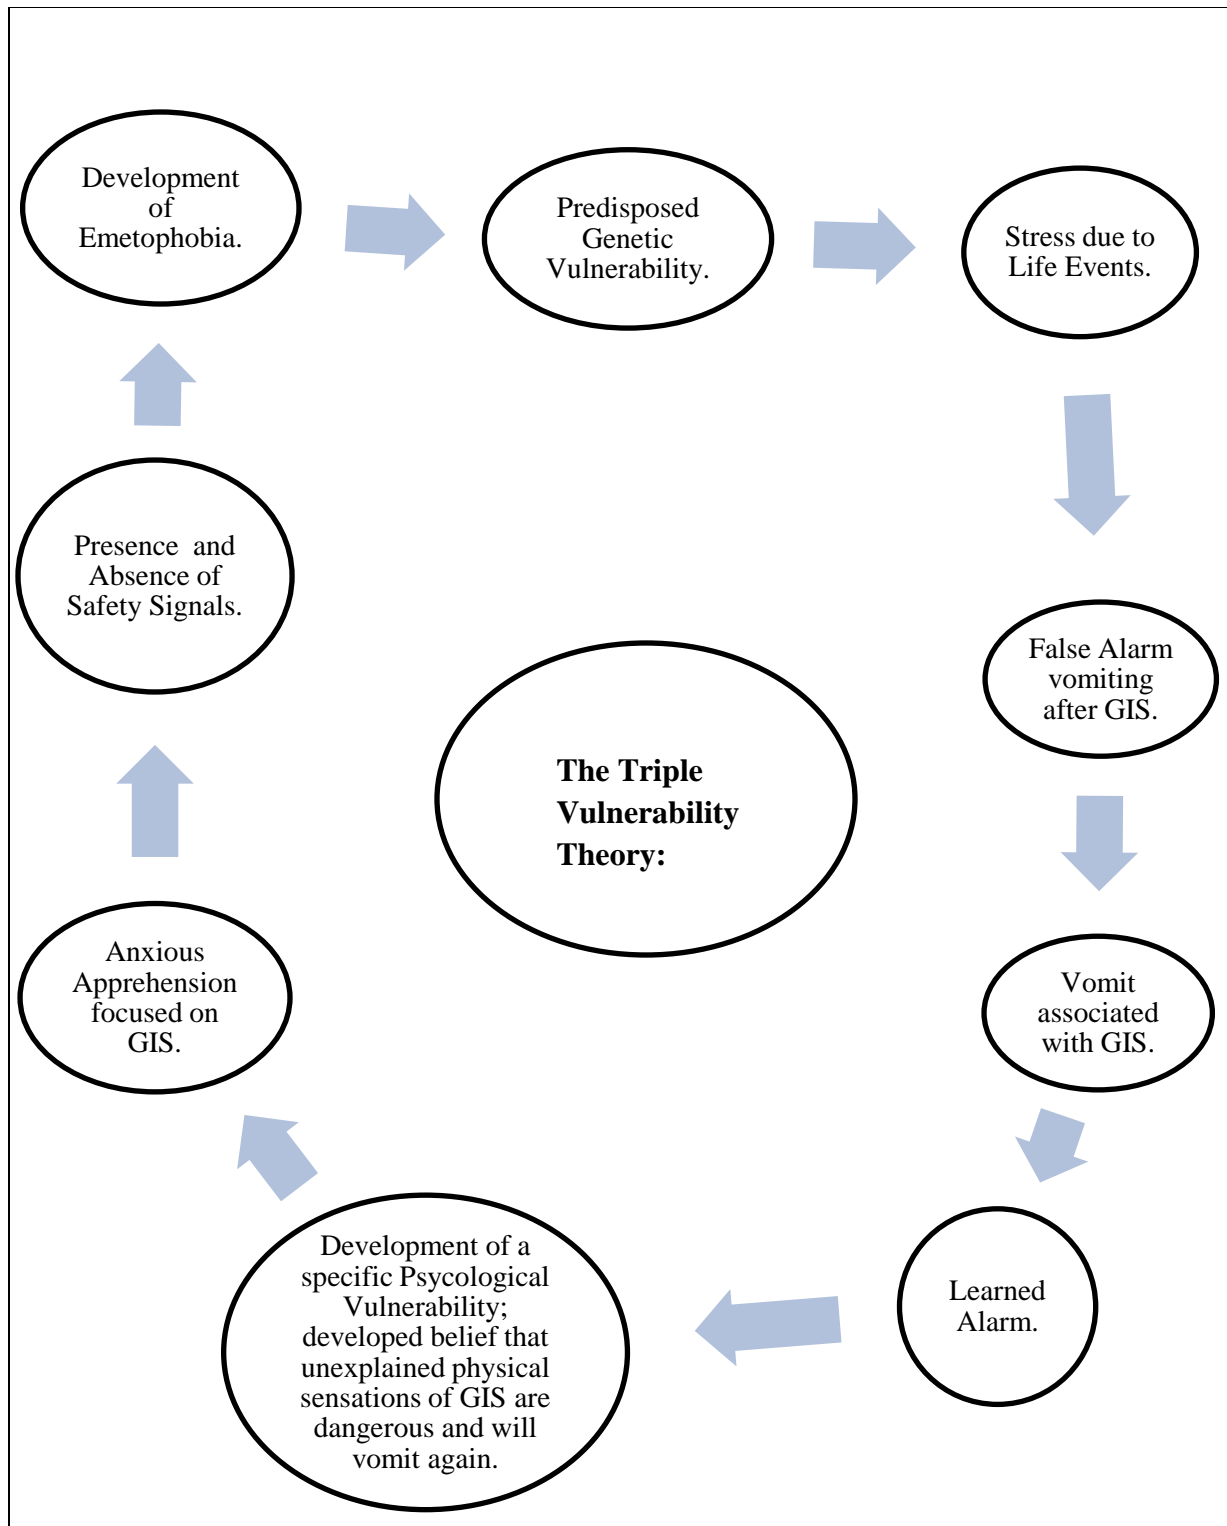 Development
of
Emetophobia.
Predisposed
Genetic
Vulnerability.
Stress due to
Life Events.
False Alarm
vomiting
after GIS.
Vomit
associated
with GIS.
Learned
Alarm.
Development of a
specific Psycological
Vulnerability;
developed belief that
unexplained physical
sensations of GIS are
dangerous and will
vomit again.
Anxious
Apprehension
focused on
GIS.
Presence and
Absence of
Safety Signals.
The Triple
Vulnerability
Theory: